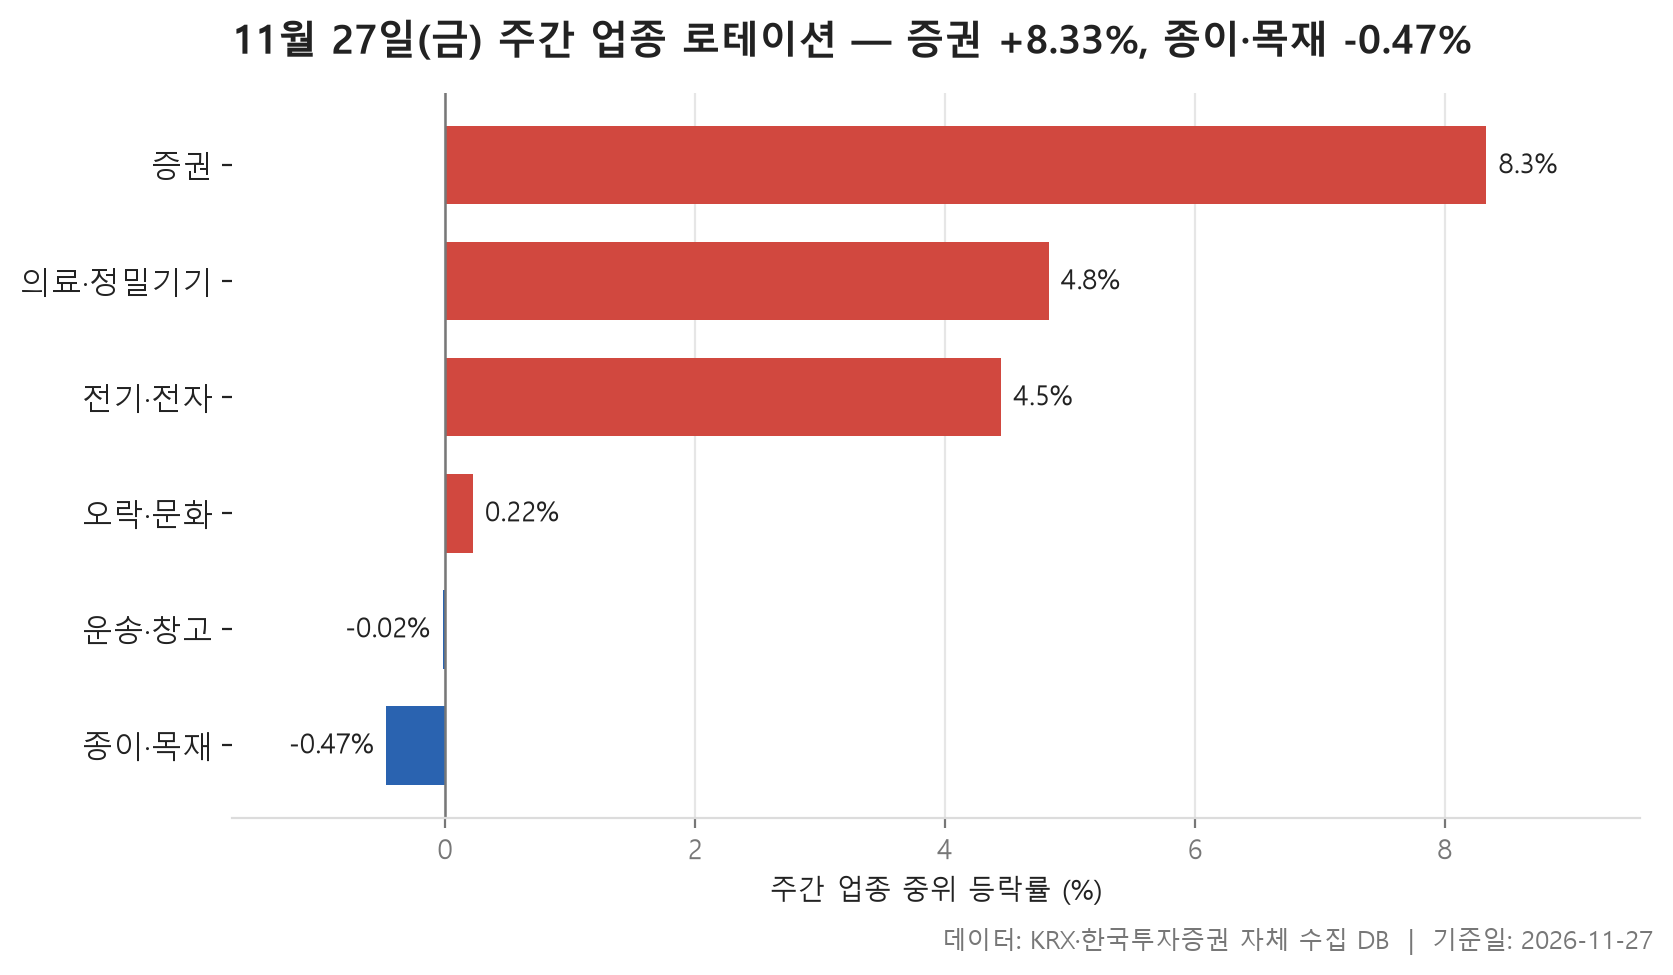 11월 27일(금) 주간 업종 로테이션 — 증권 +8.33%, 종이·목재 -0.47%
증권 8.3%
의료·정밀기기 4.8%
전기·전자 4.5%
오락·문화 0.22%
운송·창고 -0.02%
종이·목재 -0.47%
0 2 4 6 8
주간 업종 중위 등락률 (%)
데이터: KRX·한국투자증권 자체 수집 DB | 기준일: 2026-11-27